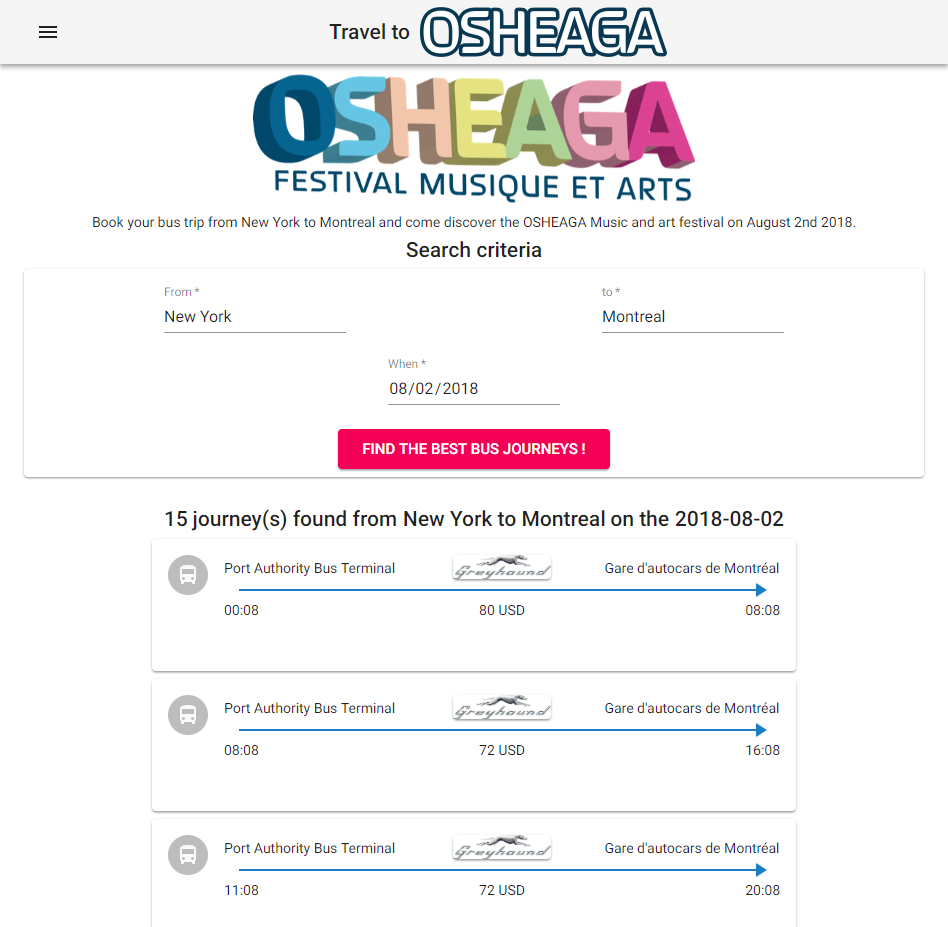 Travel to OSHEAGA
OSHEAGA
FESTIVAL MUSIQUE ET ARTS
Book your bus trip from New York to Montreal and come discover the OSHEAGA Music and art festival on August 2nd 2018.
Search criteria
From * to *
New York Montreal
When *
08/02/2018
FIND THE BEST BUS JOURNEYS !
15 journey(s) found from New York to Montreal on the 2018-08-02
Port Authority Bus Terminal Greyhound Gare d'autocars de Montréal
00:08 80 USD 08:08
Port Authority Bus Terminal Greyhound Gare d'autocars de Montréal
08:08 72 USD 16:08
Port Authority Bus Terminal Greyhound Gare d'autocars de Montréal
11:08 72 USD 20:08